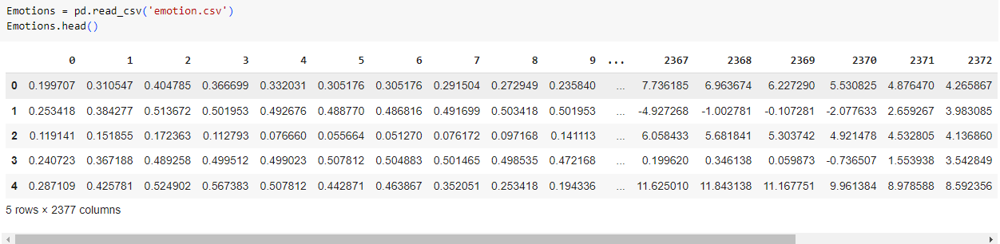 Emotions = pd.read_csv('emotion.csv')
Emotions.head()
0 1 2 3 4 5 6 7 8 9 ... 2367 2368 2369 2370 2371 2372
0 0.199707 0.310547 0.404785 0.366699 0.332031 0.305176 0.305176 0.291504 0.272949 0.235840 ... 7.736185 6.963674 6.227290 5.530825 4.876470 4.265867
1 0.253418 0.384277 0.513672 0.501953 0.492676 0.488770 0.486816 0.491699 0.503418 0.501953 ... -4.927268 -1.002781 -0.107281 -2.077633 2.659267 3.983085
2 0.119141 0.151855 0.172363 0.112793 0.076660 0.055664 0.051270 0.076172 0.097168 0.141113 ... 6.058433 5.681841 5.303742 4.921478 4.532805 4.136860
3 0.240723 0.367188 0.489258 0.499512 0.499023 0.507812 0.504883 0.501465 0.498535 0.472168 ... 0.199620 0.346138 0.059873 -0.736507 1.553938 3.542849
4 0.287109 0.425781 0.524902 0.567383 0.507812 0.442871 0.463867 0.352051 0.253418 0.194336 ... 11.625010 11.843138 11.167751 9.961384 8.978588 8.592356
5 rows × 2377 columns